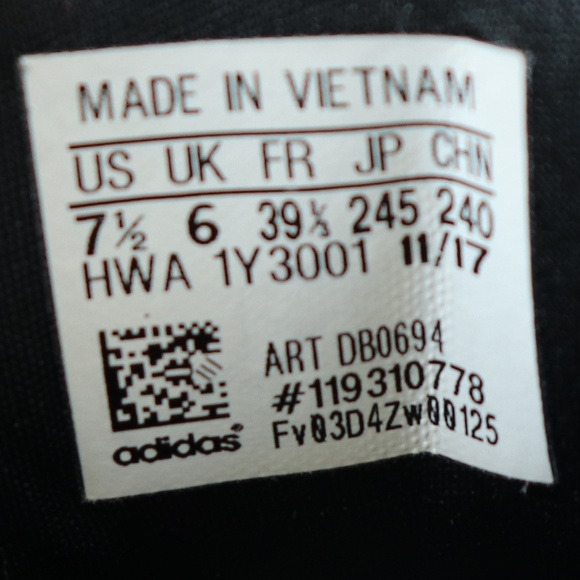 MADE IN VIETNAM
US UK FR JP CHN
7½ 6 39⅓ 245 240
HWA 1Y3001 11/17
ART DB0694
#119310778
Fv03D4Zw00125
adidas®